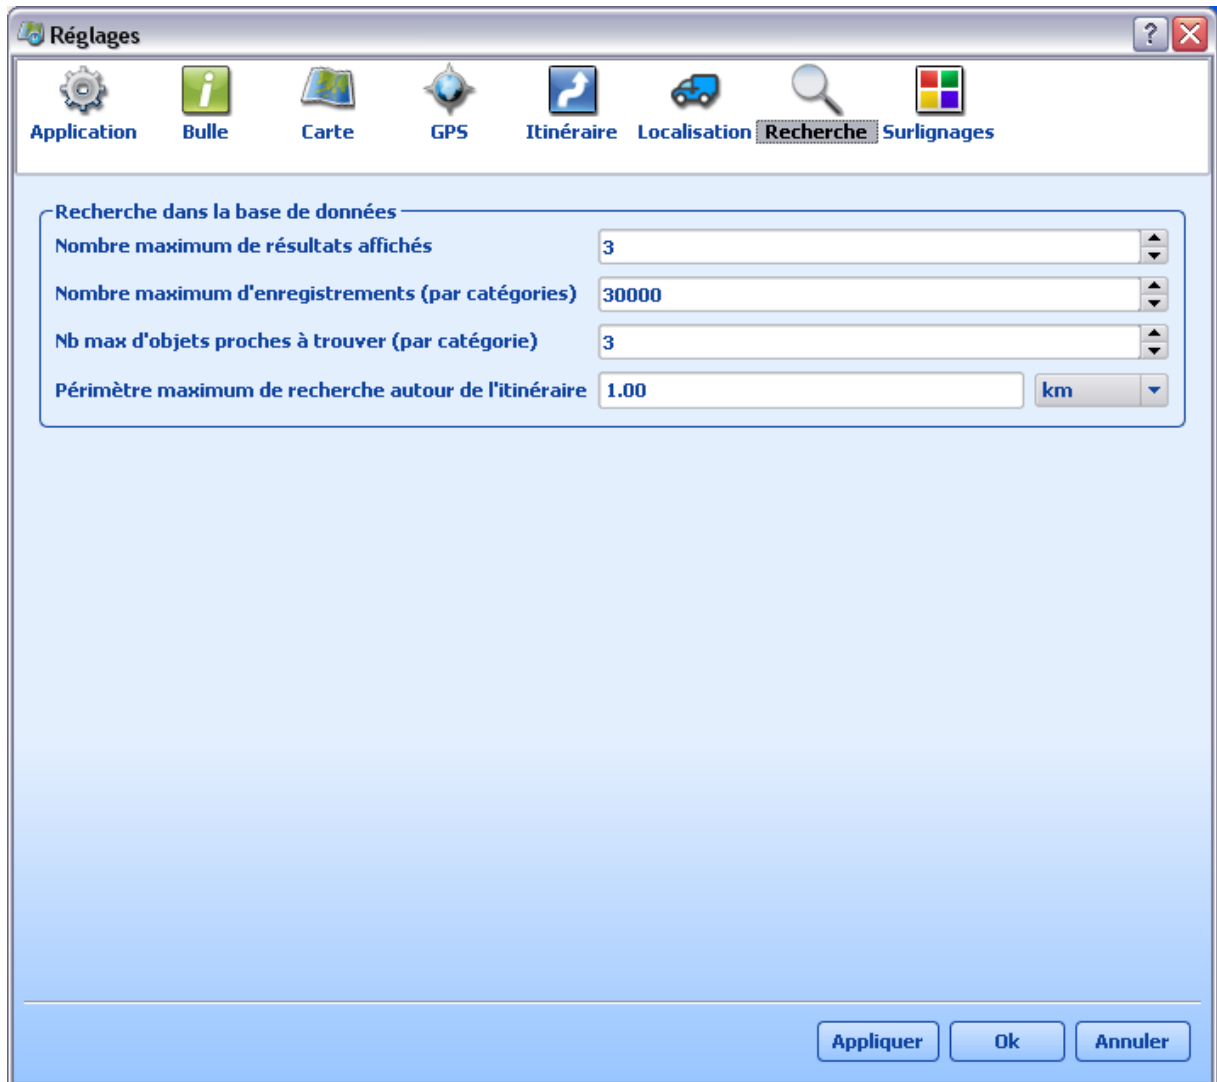 Réglages
Application Bulle Carte GPS Itinéraire Localisation Recherche Surlignages
Recherche dans la base de données
Nombre maximum de résultats affichés 3
Nombre maximum d'enregistrements (par catégories) 30000
Nb max d'objets proches à trouver (par catégorie) 3
Périmètre maximum de recherche autour de l'itinéraire 1.00 km
Appliquer Ok Annuler